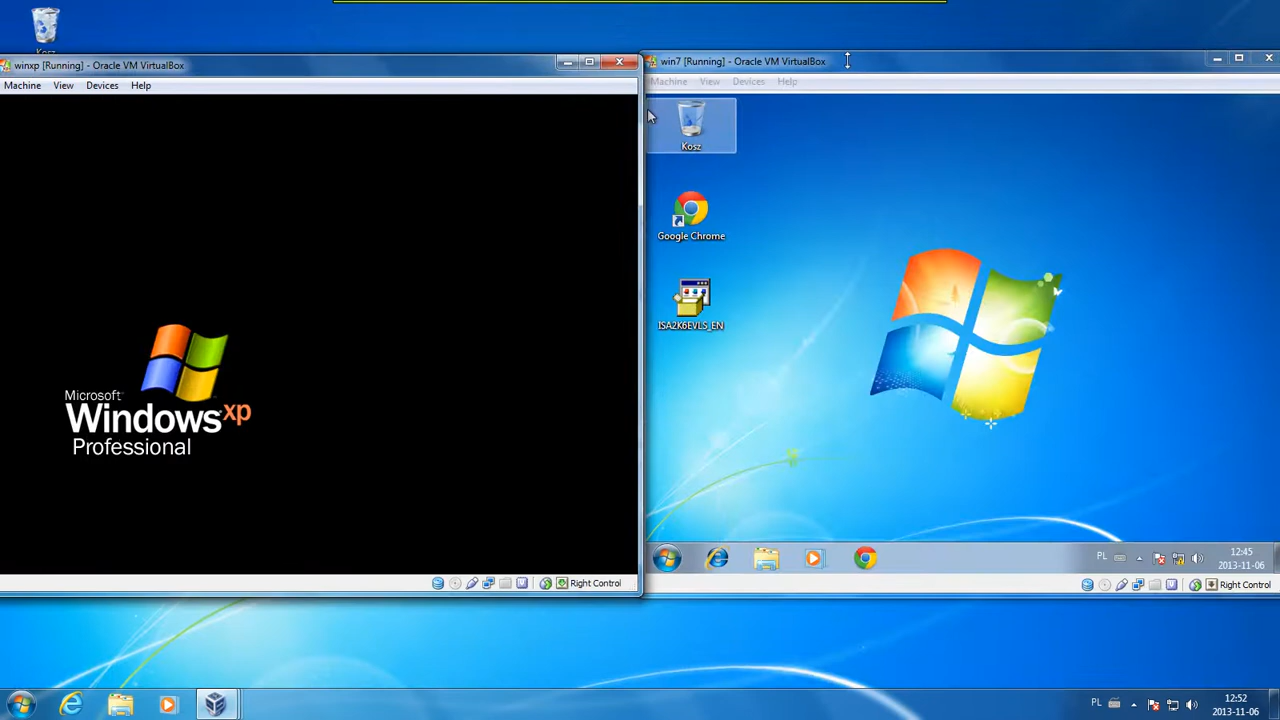 Kosz
winxp [Running] - Oracle VM VirtualBox
Machine View Devices Help
Microsoft
Windows xp
Professional
Right Control
win7 [Running] - Oracle VM VirtualBox
Machine View Devices Help
Kosz
Google Chrome
ISA2K6EVLS_EN
PL
12:45
2013-11-06
Right Control
PL
12:52
2013-11-06